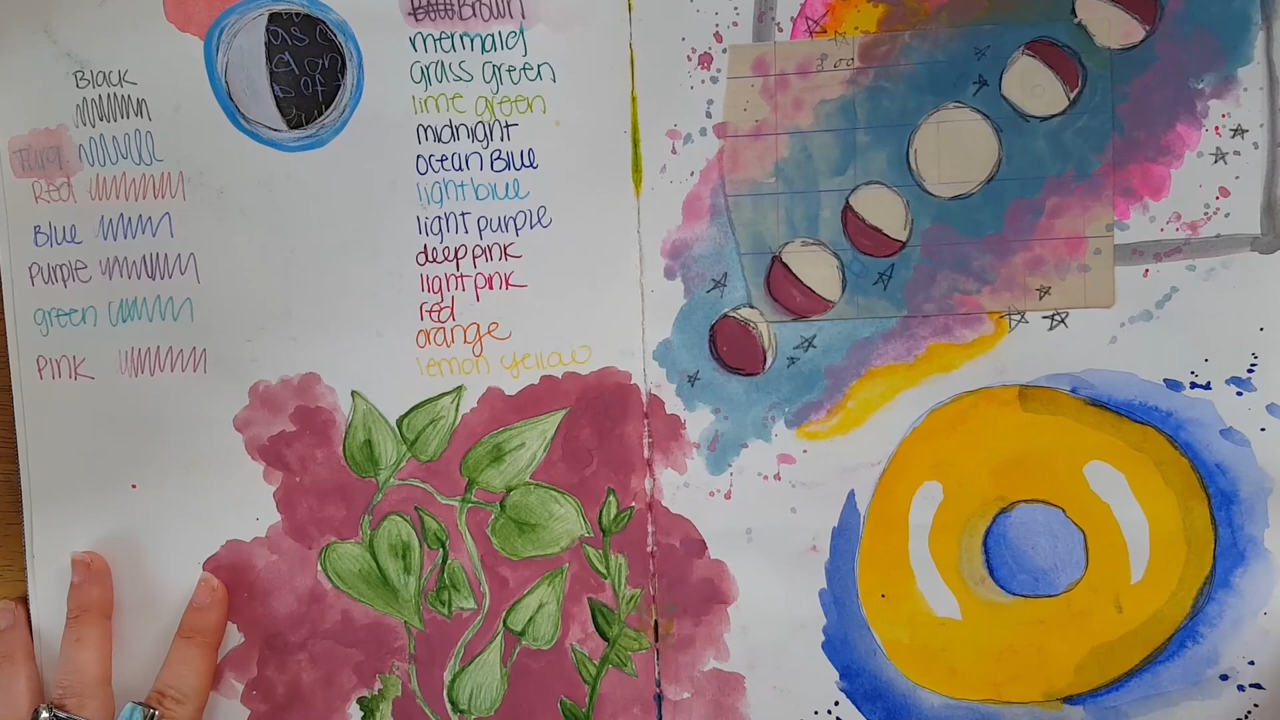 Black
Turq.
Red
Blue
Purple
green
Pink
Brown
mermaid
grass green
lime green
midnight
ocean Blue
light blue
light purple
deep pink
light pink
red
orange
lemon yellow